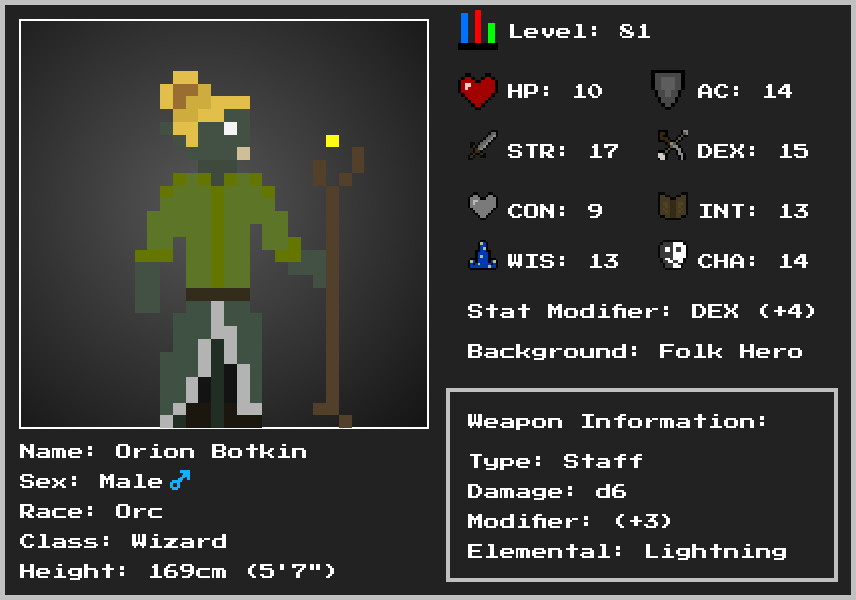 Level: 81
HP: 10
AC: 14
STR: 17
DEX: 15
CON: 9
INT: 13
WIS: 13
CHA: 14
Stat Modifier: DEX (+4)
Background: Folk Hero
Weapon Information:
Type: Staff
Damage: d6
Modifier: (+3)
Elemental: Lightning
Name: Orion Botkin
Sex: Male ♂
Race: Orc
Class: Wizard
Height: 169cm (5'7")